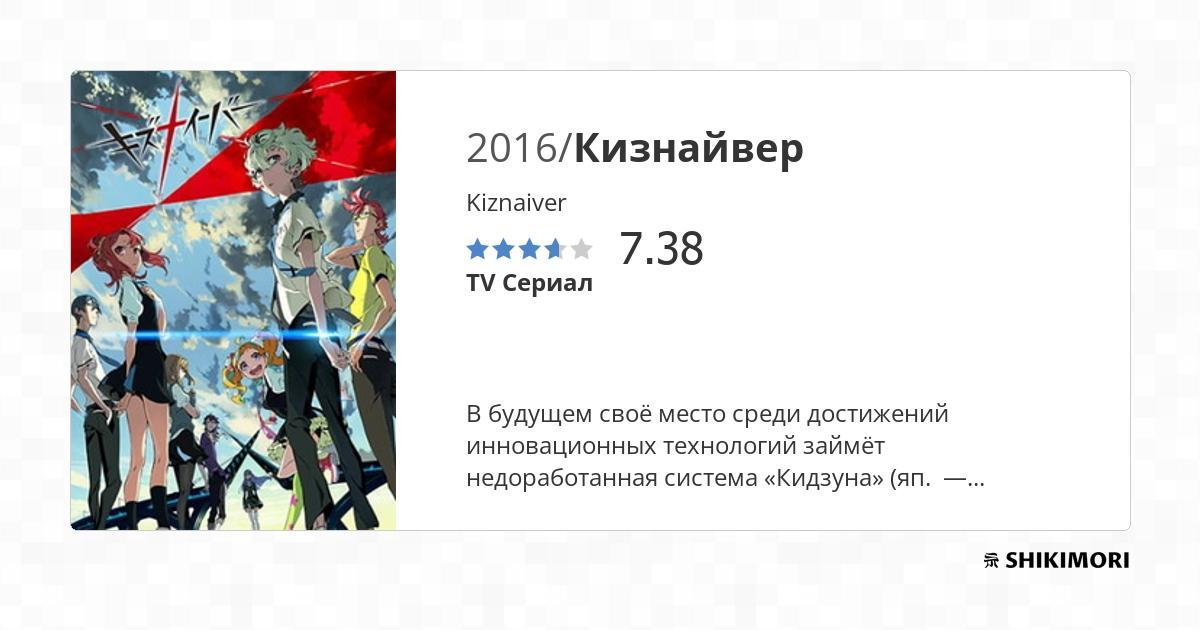 キズナイーバー
2016/Кизнайвер
Kiznaiver
7.38
TV Сериал
В будущем своё место среди достижений
инновационных технологий займёт
недоработанная система «Кидзуна» (яп. —...
SHIKIMORI